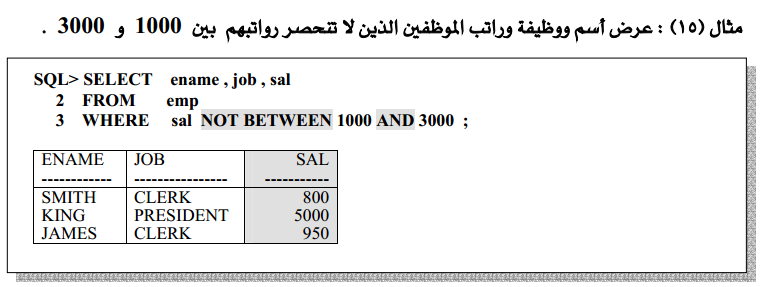 مثال (١٥) : عرض أسم ووظيفة وراتب الموظفين الذين لا تنحصر رواتبهم بين 1000 و 3000 .
SQL> SELECT ename , job , sal
2 FROM emp
3 WHERE sal NOT BETWEEN 1000 AND 3000 ;
ENAME JOB SAL
------------ ---------------- -----------
SMITH CLERK 800
KING PRESIDENT 5000
JAMES CLERK 950